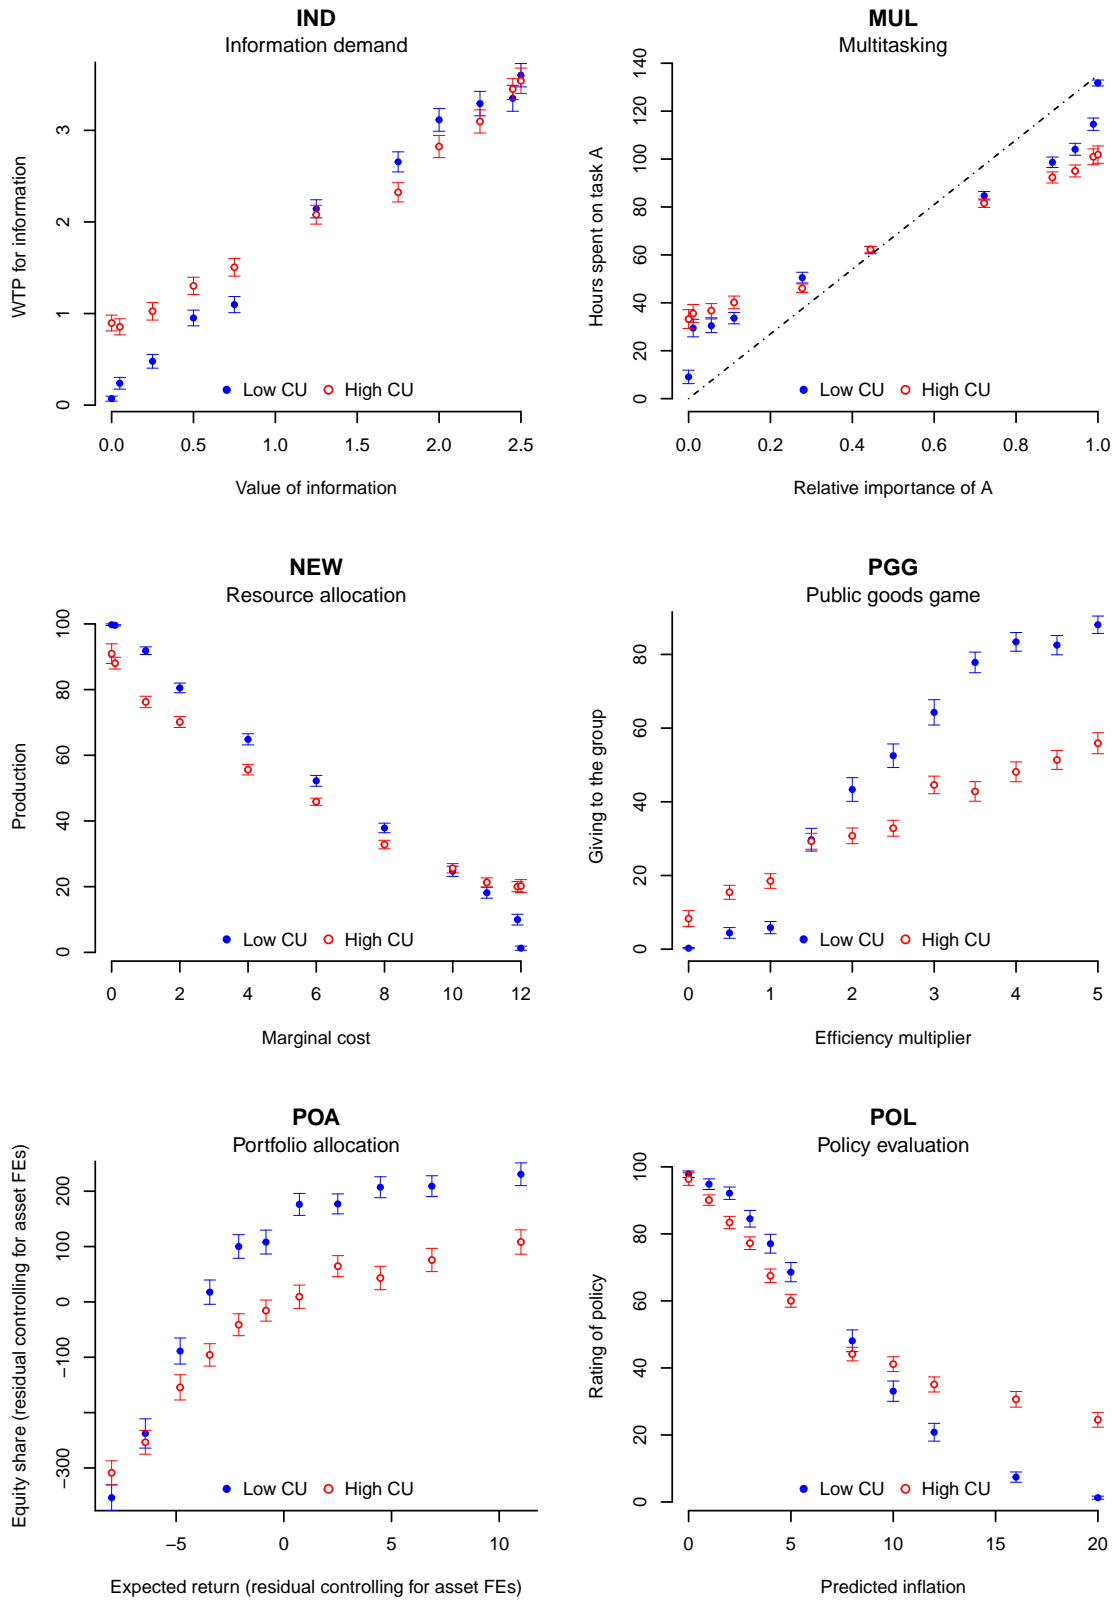 IND
Information demand
WTP for information
0
1
2
3
0.0 0.5 1.0 1.5 2.0 2.5
Low CU High CU
Value of information
MUL
Multitasking
Hours spent on task A
0
20
40
60
80
100
120
140
0.0 0.2 0.4 0.6 0.8 1.0
Low CU High CU
Relative importance of A
NEW
Resource allocation
Production
0
20
40
60
80
100
0 2 4 6 8 10 12
Low CU High CU
Marginal cost
PGG
Public goods game
Giving to the group
0
20
40
60
80
0 1 2 3 4 5
Low CU High CU
Efficiency multiplier
POA
Portfolio allocation
Equity share (residual controlling for asset FEs)
−300
−100
0
100
200
−5 0 5 10
Low CU High CU
Expected return (residual controlling for asset FEs)
POL
Policy evaluation
Rating of policy
0
20
40
60
80
100
0 5 10 15 20
Low CU High CU
Predicted inflation